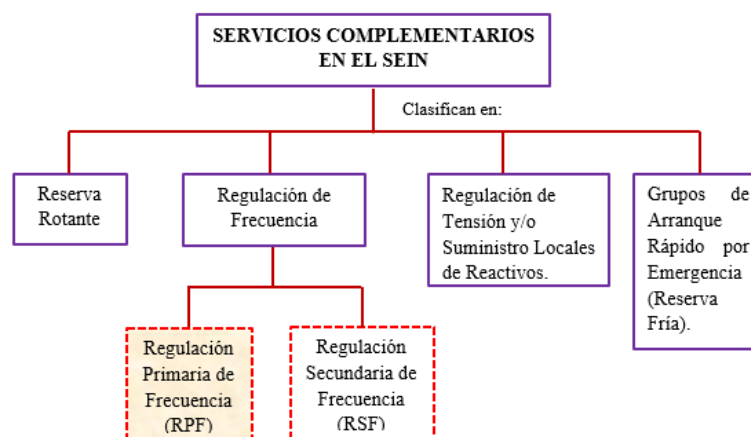 SERVICIOS COMPLEMENTARIOS
EN EL SEIN
Clasifican en:
Reserva
Rotante
Regulación de
Frecuencia
Regulación de
Tensión y/o
Suministro Locales
de Reactivos.
Grupos de
Arranque
Rápido por
Emergencia
(Reserva
Fría).
Regulación
Primaria de
Frecuencia
(RPF)
Regulación
Secundaria de
Frecuencia
(RSF)